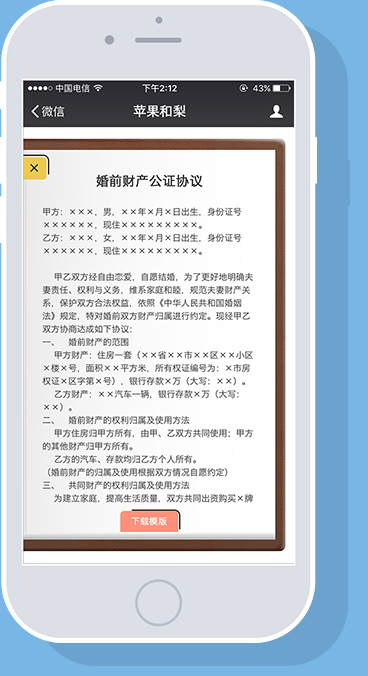 中国电信 下午2:12 43%
微信 苹果和梨
婚前财产公证协议
甲方：×××，男，××年×月×日出生，身份证号
××××××，现住×××××××××。
乙方：×××，女，××年×月×日出生，身份证号
××××××，现住×××××××××。
甲乙双方经自由恋爱，自愿结婚，为了更好地明确夫
妻责任、权利与义务，维系家庭和睦，规范夫妻财产关
系，保护双方合法权益，依照《中华人民共和国婚姻
法》规定，特对婚前双方财产归属进行约定。现经甲乙
双方协商达成如下协议：
一、 婚前财产的范围
甲方财产：住房一套（××省××市××区××小区
×楼×号，面积××平方米，所有权证编号为：×市房
权证×区字第×号），银行存款×万（大写：××）。
乙方财产：××汽车一辆，银行存款×万（大写：
××）。
二、 婚前财产的权利归属及使用方法
甲方住房归甲方所有，由甲、乙双方共同使用；甲方
的其他财产归甲方所有。
乙方的汽车、存款均归乙方个人所有。
（婚前财产的归属及使用根据双方情况自愿约定）
三、 共同财产的权利归属及使用方法
为建立家庭，提高生活质量，双方共同出资购买×牌
下载模版